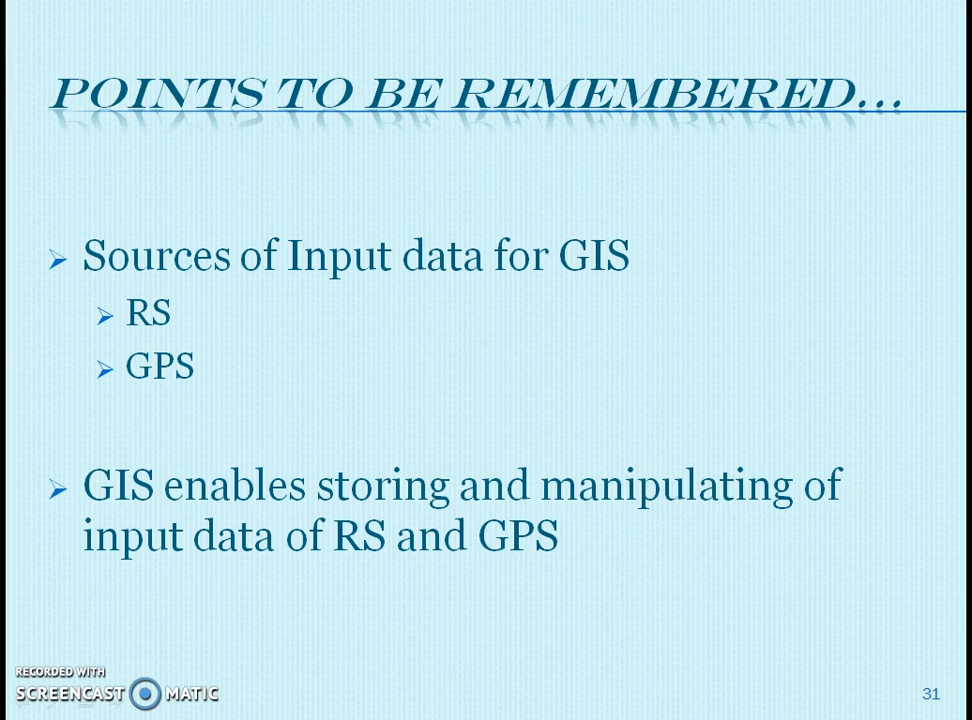 POINTS TO BE REMEMBERED...
Sources of Input data for GIS
RS
GPS
GIS enables storing and manipulating of
input data of RS and GPS
RECORDED WITH
SCREENCAST MATIC
31